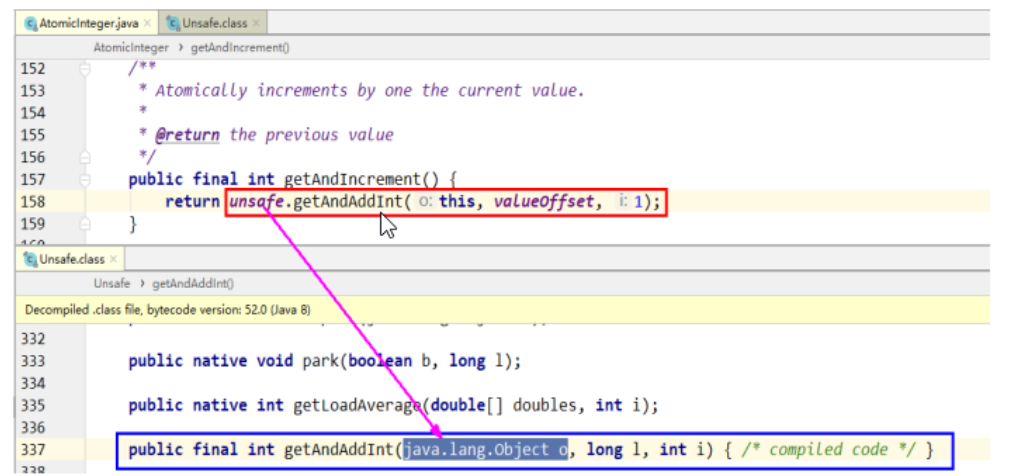 AtomicInteger.java × Unsafe.class ×
AtomicInteger › getAndIncrement()
152 /**
153 * Atomically increments by one the current value.
154 *
155 * @return the previous value
156 */
157 public final int getAndIncrement() {
158 return unsafe.getAndAddInt( o: this, valueOffset, i: 1);
159 }
Unsafe.class ×
Unsafe › getAndAddInt()
Decompiled .class file, bytecode version: 52.0 (Java 8)
332
333 public native void park(boolean b, long l);
334
335 public native int getLoadAverage(double[] doubles, int i);
336
337 public final int getAndAddInt(java.lang.Object o, long l, int i) { /* compiled code */ }
338